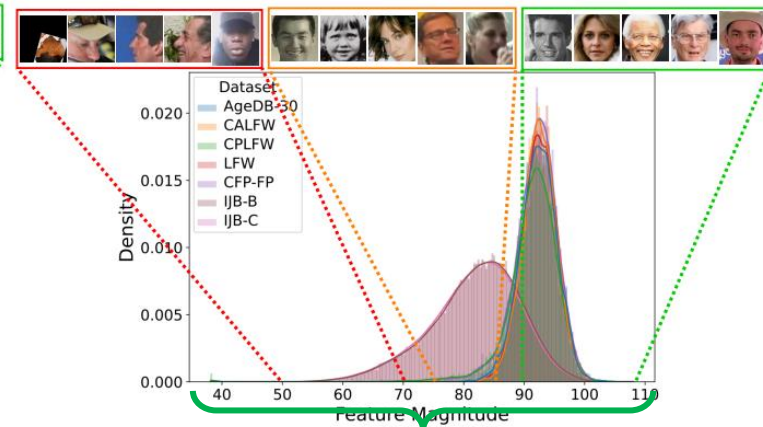 Dataset
AgeDB-30
CALFW
CPLFW
LFW
CFP-FP
IJB-B
IJB-C
Density
0.020
0.015
0.010
0.005
0.000
40 50 60 70 80 90 100 110
Feature Magnitude